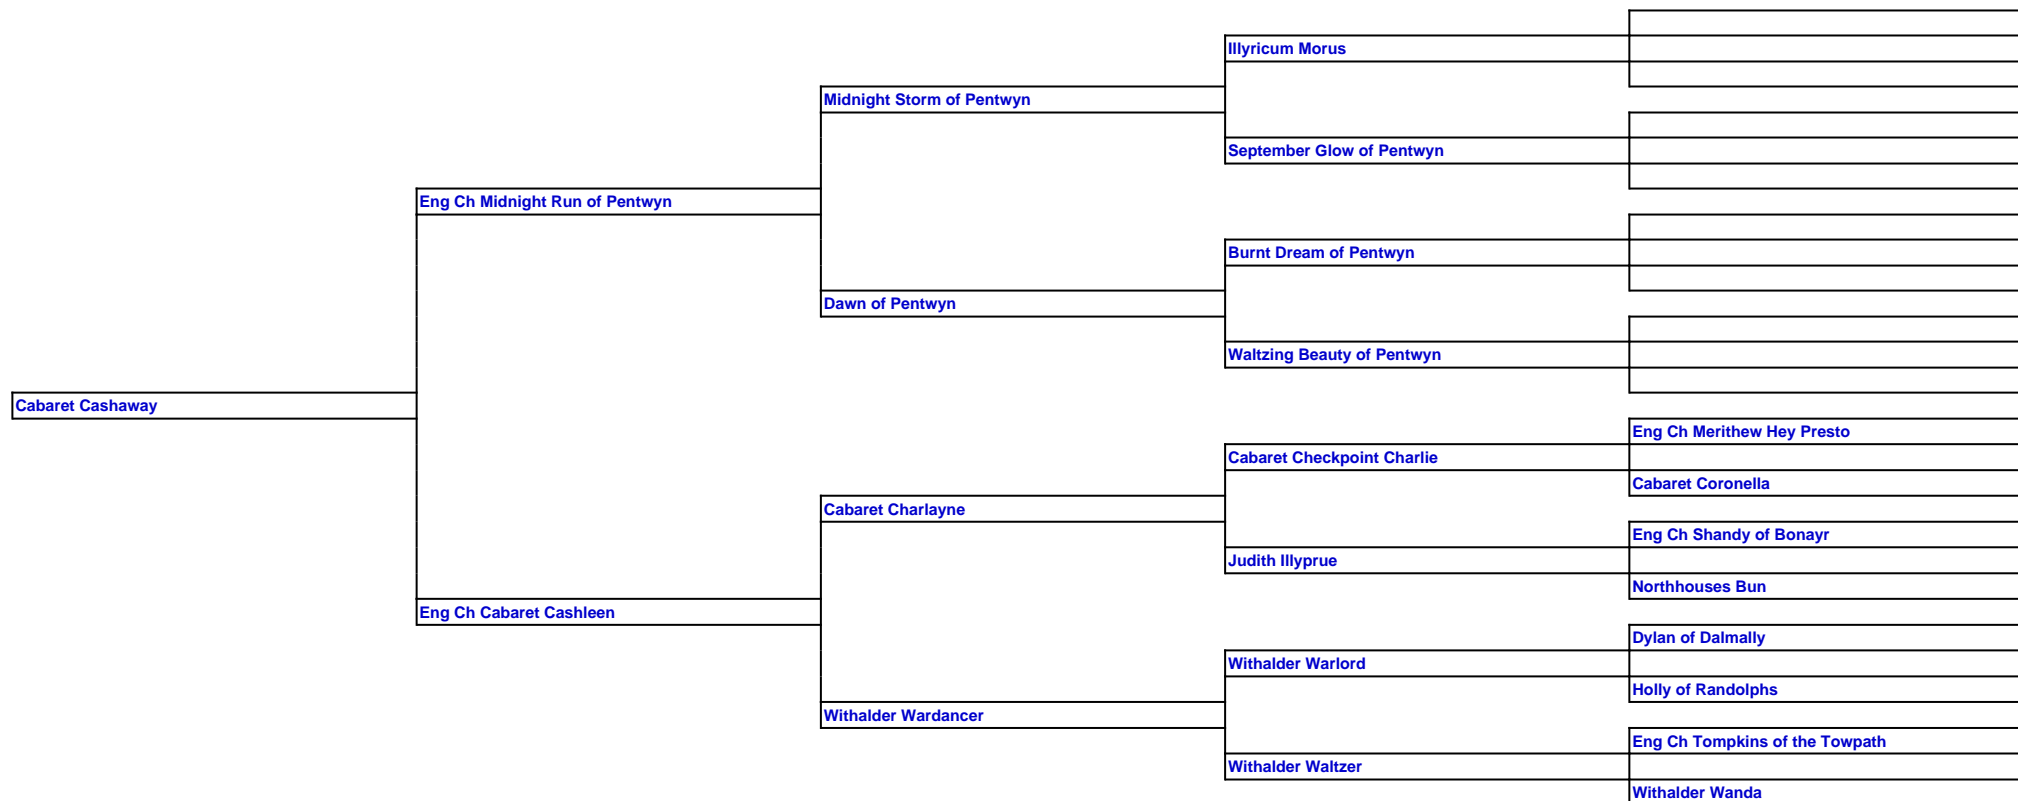 Illyricum Morus
Midnight Storm of Pentwyn
September Glow of Pentwyn
Eng Ch Midnight Run of Pentwyn
Burnt Dream of Pentwyn
Dawn of Pentwyn
Waltzing Beauty of Pentwyn
Cabaret Cashaway
Eng Ch Merithew Hey Presto
Cabaret Checkpoint Charlie
Cabaret Coronella
Cabaret Charlayne
Eng Ch Shandy of Bonayr
Judith Illyprue
Northhouses Bun
Eng Ch Cabaret Cashleen
Dylan of Dalmally
Withalder Warlord
Holly of Randolphs
Withalder Wardancer
Eng Ch Tompkins of the Towpath
Withalder Waltzer
Withalder Wanda